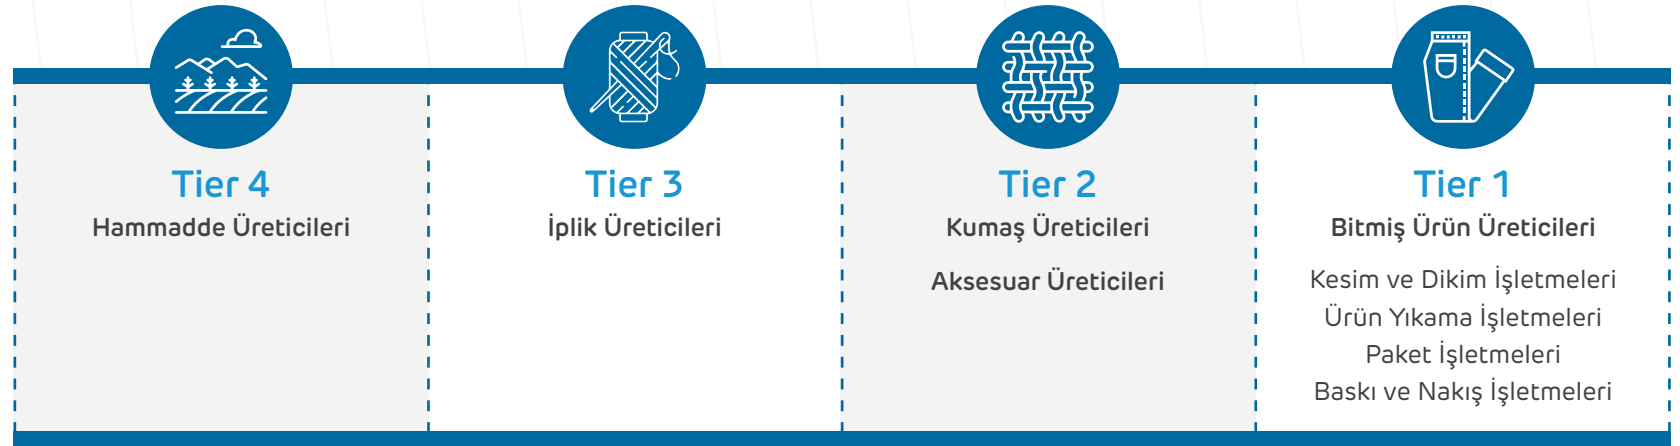 Tier 4
Hammadde Üreticileri
Tier 3
İplik Üreticileri
Tier 2
Kumaş Üreticileri
Aksesuar Üreticileri
Tier 1
Bitmiş Ürün Üreticileri
Kesim ve Dikim İşletmeleri
Ürün Yıkama İşletmeleri
Paket İşletmeleri
Baskı ve Nakış İşletmeleri